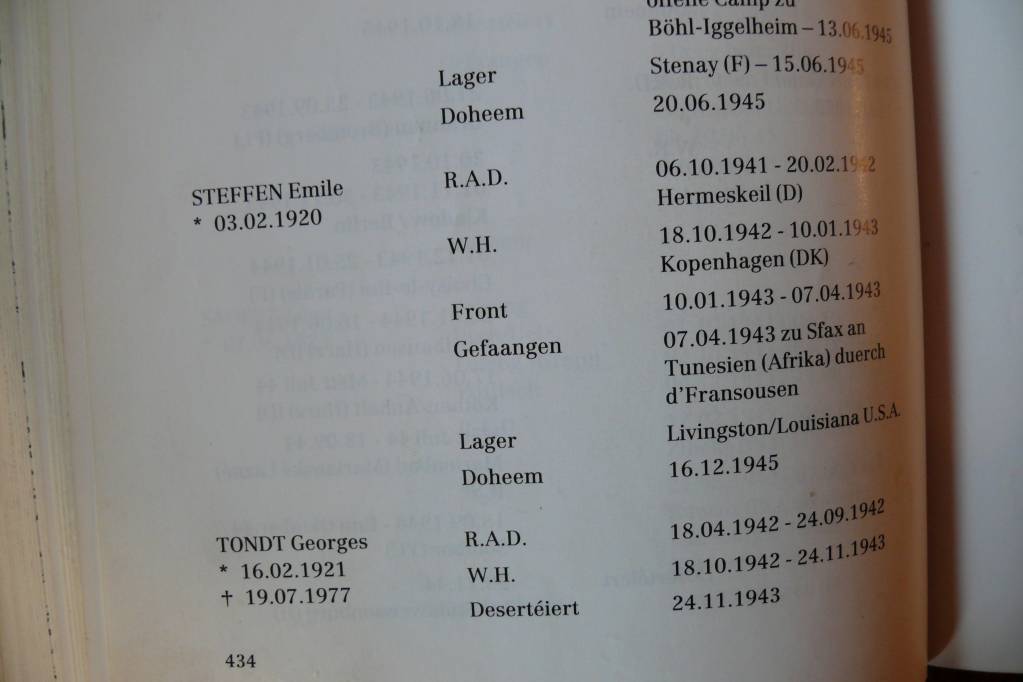 offene Camp zu
Böhl-Iggelheim – 13.06.1945
Lager Stenay (F) – 15.06.1945
Doheem 20.06.1945
STEFFEN Emile R.A.D. 06.10.1941 - 20.02.1942
* 03.02.1920 Hermeskeil (D)
W.H. 18.10.1942 - 10.01.1943
Kopenhagen (DK)
Front 10.01.1943 - 07.04.1943
Gefaangen 07.04.1943 zu Sfax an
Tunesien (Afrika) duerch
d'Fransousen
Lager Livingston/Louisiana U.S.A.
Doheem 16.12.1945
TONDT Georges R.A.D. 18.04.1942 - 24.09.1942
* 16.02.1921 W.H. 18.10.1942 - 24.11.1943
† 19.07.1977 Desertéiert 24.11.1943
434